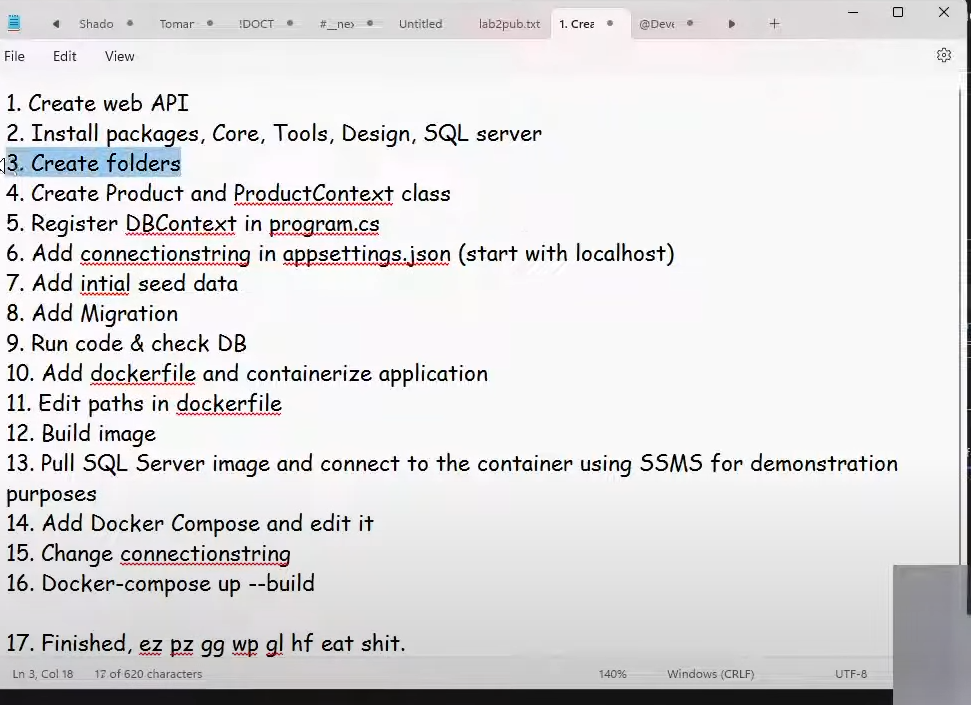 Shado
Tomar
!DOCT
#__nex
Untitled
lab2pub.txt
1. Crea
@Deve
File Edit View
1. Create web API
2. Install packages, Core, Tools, Design, SQL server
3. Create folders
4. Create Product and ProductContext class
5. Register DBContext in program.cs
6. Add connectionstring in appsettings.json (start with localhost)
7. Add intial seed data
8. Add Migration
9. Run code & check DB
10. Add dockerfile and containerize application
11. Edit paths in dockerfile
12. Build image
13. Pull SQL Server image and connect to the container using SSMS for demonstration
purposes
14. Add Docker Compose and edit it
15. Change connectionstring
16. Docker-compose up --build
17. Finished, ez pz gg wp gl hf eat shit.
Ln 3, Col 18 17 of 620 characters 140% Windows (CRLF) UTF-8